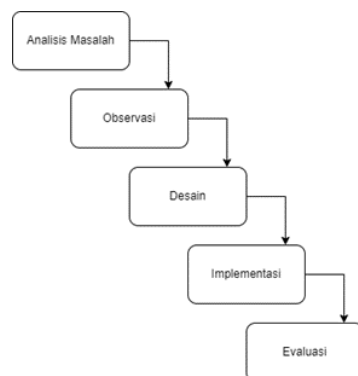 Analisis Masalah
Observasi
Desain
Implementasi
Evaluasi